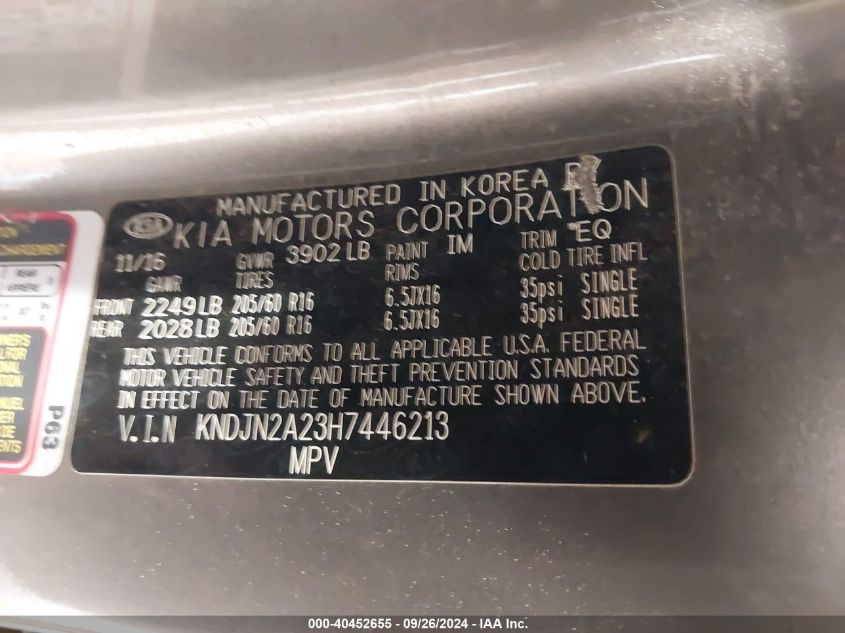 MANUFACTURED IN KOREA
KIA KIA MOTORS CORPORATION
11/16 GVWR 3902 LB PAINT IM TRIM EQ
GAWR TIRES RIMS COLD TIRE INFL
FRONT 2249 LB 205/60 R16 6.5JX16 35psi SINGLE
REAR 2028 LB 205/60 R16 6.5JX16 35psi SINGLE
THIS VEHICLE CONFORMS TO ALL APPLICABLE U.S.A. FEDERAL
MOTOR VEHICLE SAFETY AND THEFT PREVENTION STANDARDS
IN EFFECT ON THE DATE OF MANUFACTURE SHOWN ABOVE.
V.I.N KNDJN2A23H7446213
MPV
REAR
P63
000-40452655 - 09/26/2024 - IAA Inc.